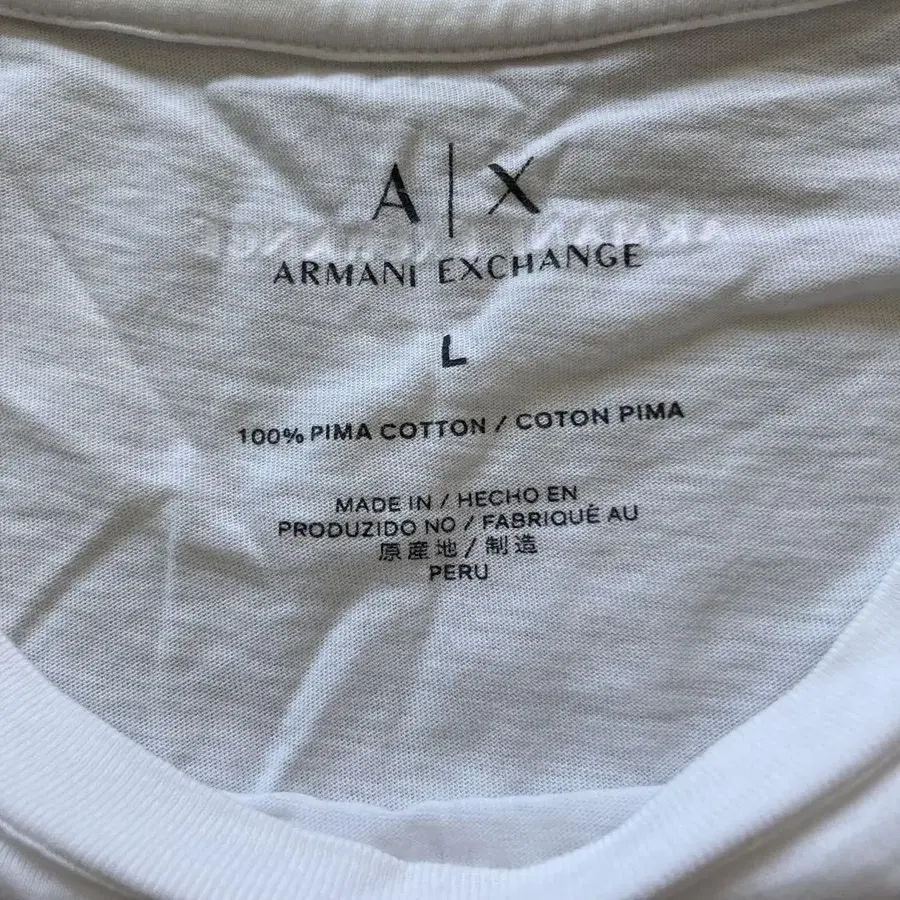 A|X
ARMANI EXCHANGE
L
100% PIMA COTTON / COTON PIMA
MADE IN / HECHO EN
PRODUZIDO NO / FABRIQUÉ AU
原産地 / 制造
PERU